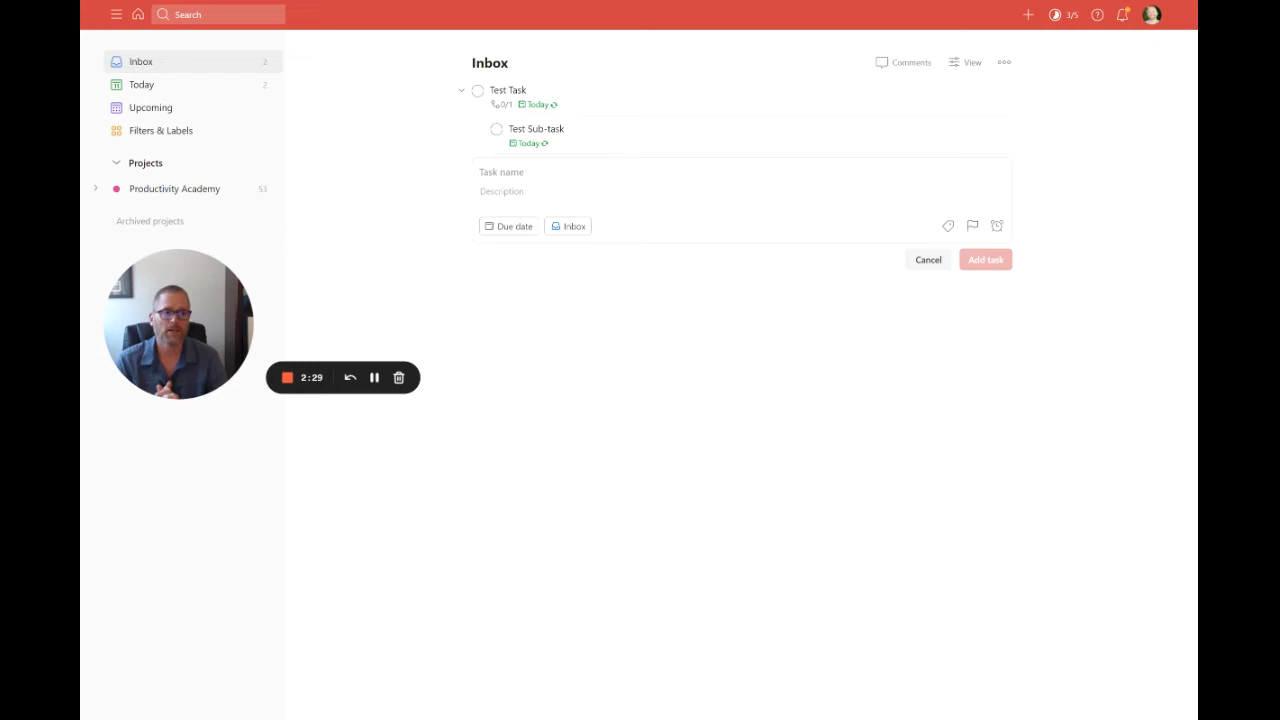 Search
3/5
Inbox 2
Today 2
Upcoming
Filters & Labels
Projects
Productivity Academy 53
Archived projects
2:29
Inbox
Comments
View
Test Task
0/1 Today
Test Sub-task
Today
Task name
Description
Due date
Inbox
Cancel
Add task